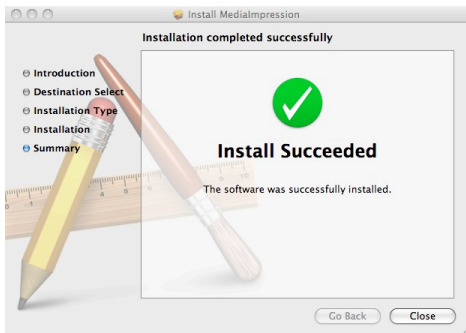 Install MediaImpression
Installation completed successfully
Introduction
Destination Select
Installation Type
Installation
Summary
Install Succeeded
The software was successfully installed.
Go Back
Close